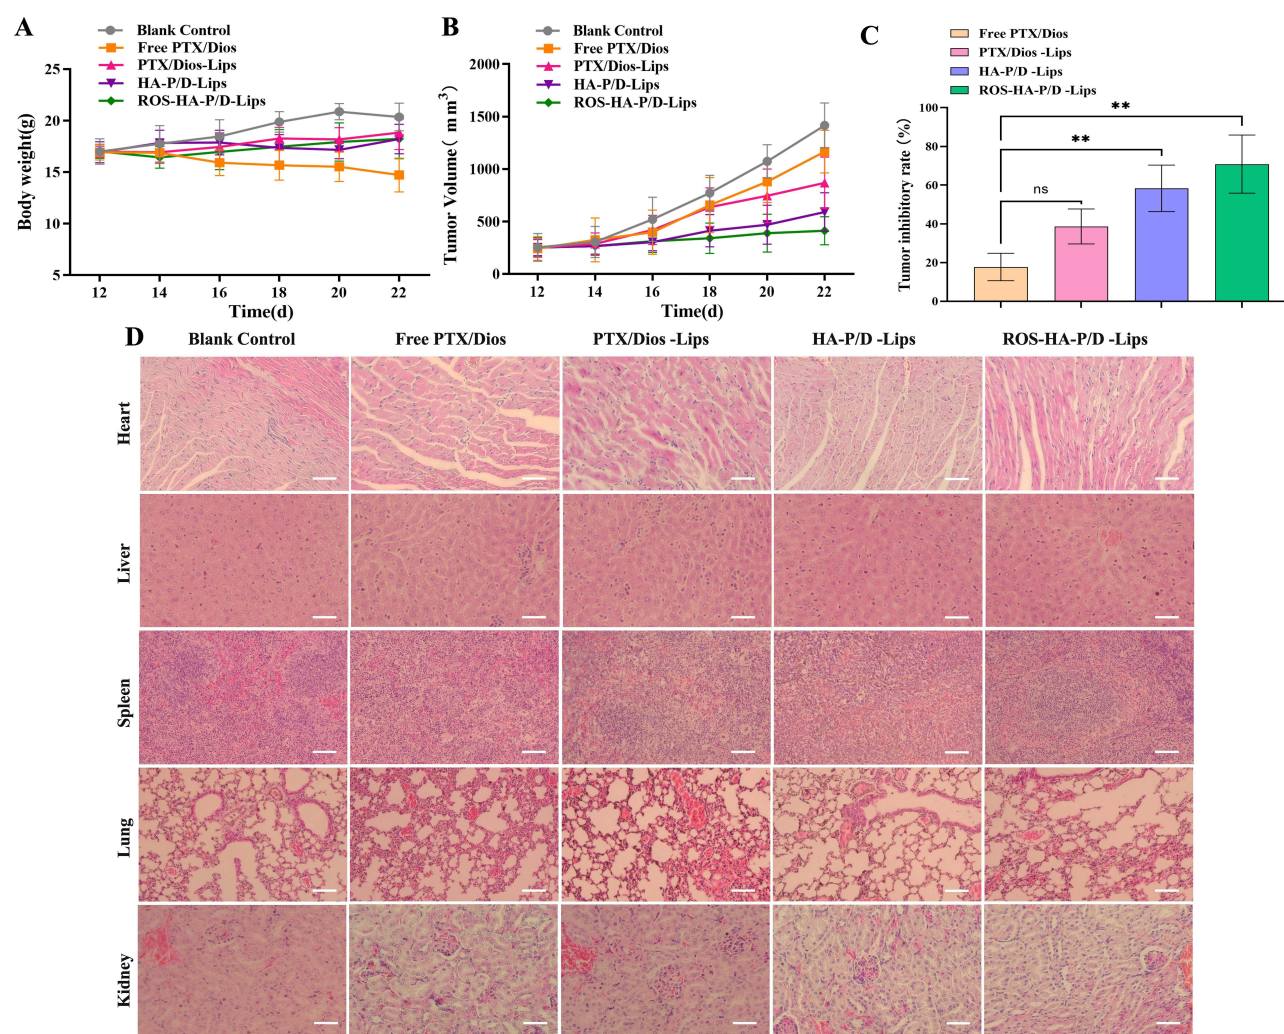 A
Blank Control
Free PTX/Dios
PTX/Dios-Lips
HA-P/D-Lips
ROS-HA-P/D-Lips
Body weight(g)
25
20
15
10
5
12 14 16 18 20 22
Time(d)
B
Blank Control
Free PTX/Dios
PTX/Dios-Lips
HA-P/D-Lips
ROS-HA-P/D-Lips
Tumor Volume( mm³)
2000
1500
1000
500
0
12 14 16 18 20 22
Time(d)
C
Free PTX/Dios
PTX/Dios -Lips
HA-P/D -Lips
ROS-HA-P/D -Lips
Tumor inhibitory rate (%)
100
80
60
40
20
0
**
**
ns
D
Blank Control Free PTX/Dios PTX/Dios -Lips HA-P/D -Lips ROS-HA-P/D -Lips
Heart
Liver
Spleen
Lung
Kidney